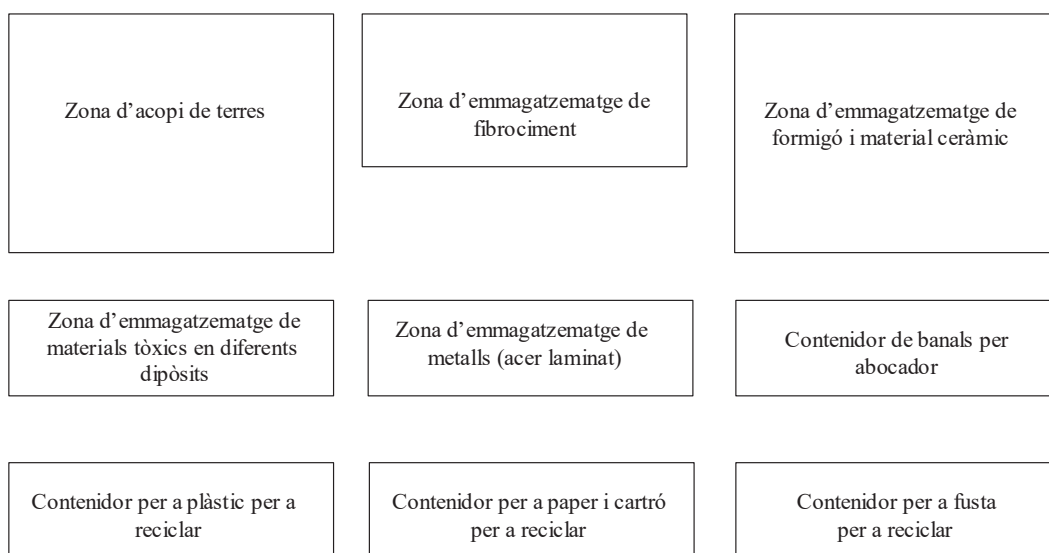 Zona d’acopi de terres
Zona d’emmagatzematge de
fibrociment
Zona d’emmagatzematge de
formigó i material ceràmic
Zona d’emmagatzematge de
materials tòxics en diferents
dipòsits
Zona d’emmagatzematge de
metalls (acer laminat)
Contenidor de banals per
abocador
Contenidor per a plàstic per a
reciclar
Contenidor per a paper i cartró
per a reciclar
Contenidor per a fusta
per a reciclar